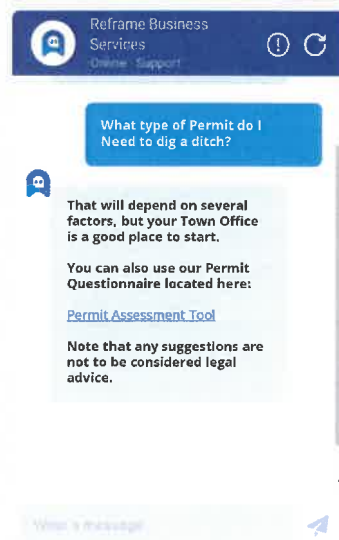 Reframe Business
Services
Online Support
What type of Permit do I
Need to dig a ditch?
That will depend on several
factors, but your Town Office
is a good place to start.
You can also use our Permit
Questionnaire located here:
Permit Assessment Tool
Note that any suggestions are
not to be considered legal
advice.
Write a message